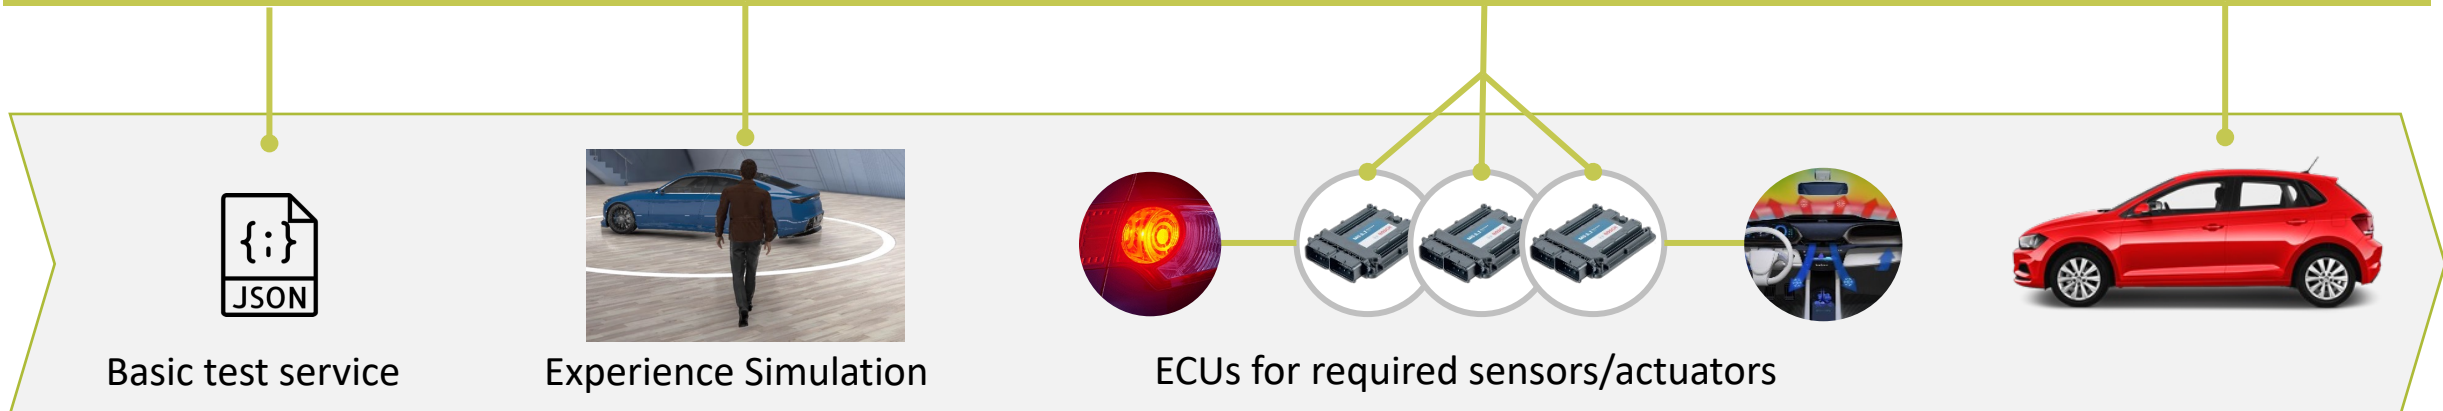 {;}
JSON
Basic test service
Experience Simulation
ECUs for required sensors/actuators